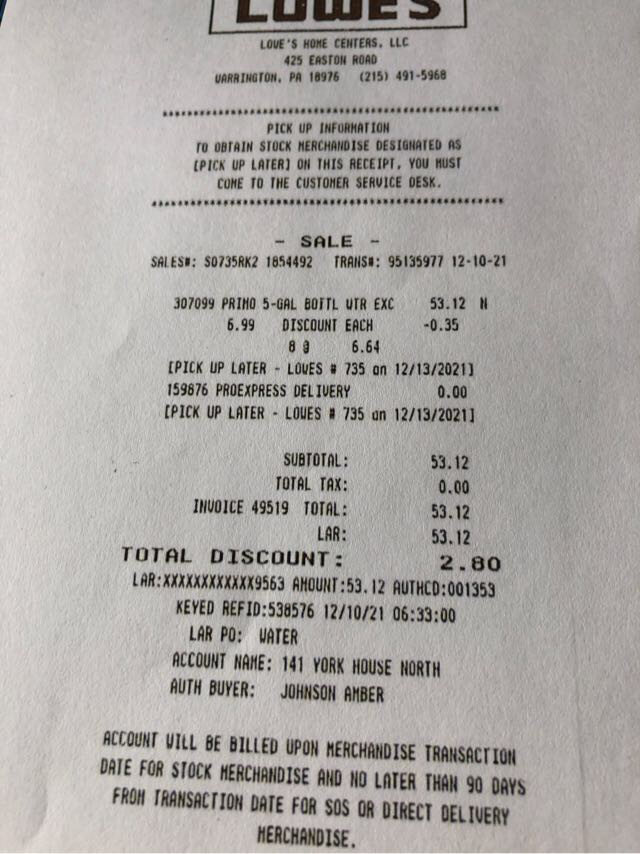 LOWE'S
LOWE'S HOME CENTERS, LLC
425 EASTON ROAD
WARRINGTON, PA 18976 (215) 491-5968
PICK UP INFORMATION
TO OBTAIN STOCK MERCHANDISE DESIGNATED AS
[PICK UP LATER] ON THIS RECEIPT, YOU MUST
COME TO THE CUSTOMER SERVICE DESK.
- SALE -
SALES#: S0735RK2 1854492 TRANS#: 95135977 12-10-21
307099 PRIMO 5-GAL BOTTL WTR EXC 53.12 N
6.99 DISCOUNT EACH -0.35
8 @ 6.64
[PICK UP LATER - LOWES # 735 on 12/13/2021]
159876 PROEXPRESS DELIVERY 0.00
[PICK UP LATER - LOWES # 735 on 12/13/2021]
SUBTOTAL: 53.12
TOTAL TAX: 0.00
INVOICE 49519 TOTAL: 53.12
LAR: 53.12
TOTAL DISCOUNT: 2.80
LAR:XXXXXXXXXXXX9563 AMOUNT:53.12 AUTHCD:001353
KEYED REFID:538576 12/10/21 06:33:00
LAR PO: WATER
ACCOUNT NAME: 141 YORK HOUSE NORTH
AUTH BUYER: JOHNSON AMBER
ACCOUNT WILL BE BILLED UPON MERCHANDISE TRANSACTION
DATE FOR STOCK MERCHANDISE AND NO LATER THAN 90 DAYS
FROM TRANSACTION DATE FOR SOS OR DIRECT DELIVERY
MERCHANDISE.